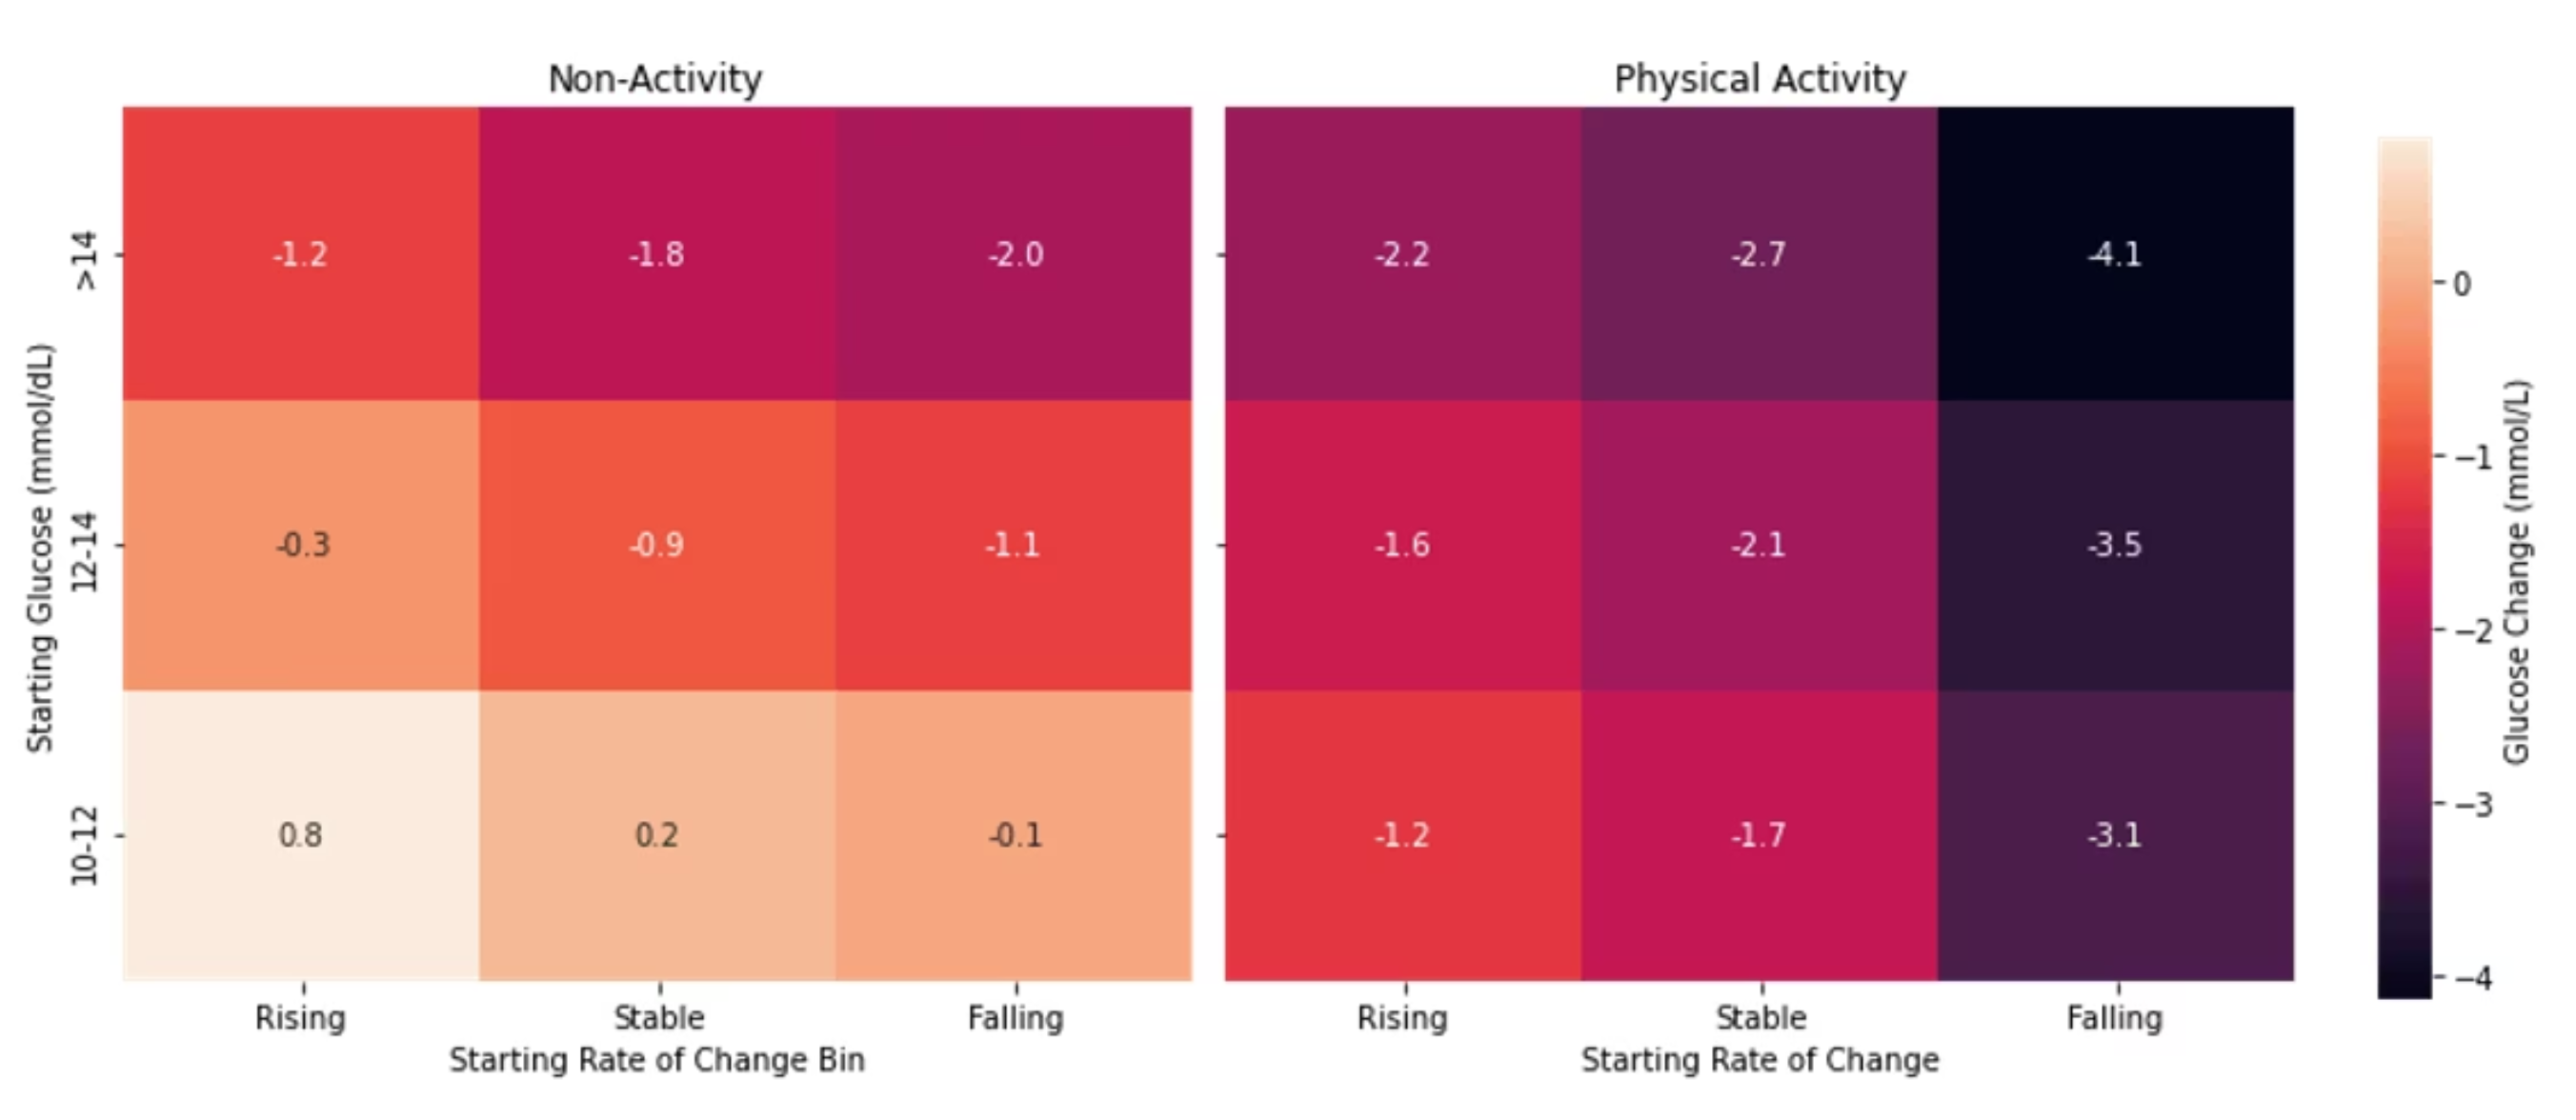 Non-Activity
Physical Activity
Starting Glucose (mmol/dL)
>14
-1.2 -1.8 -2.0
-2.2 -2.7 -4.1
12-14
-0.3 -0.9 -1.1
-1.6 -2.1 -3.5
10-12
0.8 0.2 -0.1
-1.2 -1.7 -3.1
Rising Stable Falling
Starting Rate of Change Bin
Rising Stable Falling
Starting Rate of Change
0
−1
−2
−3
−4
Glucose Change (mmol/L)